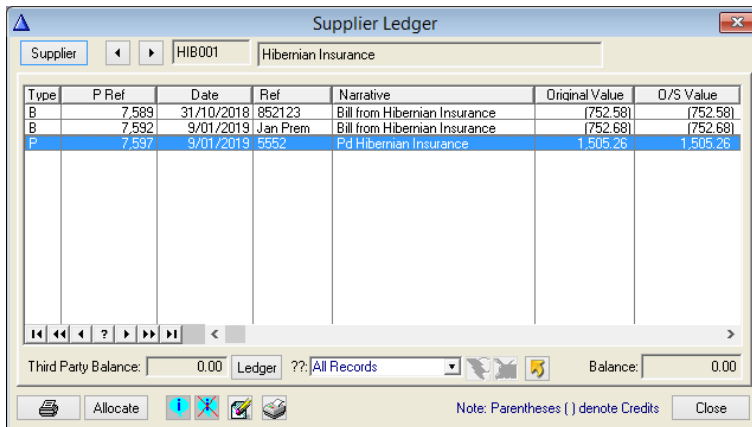 Supplier Ledger
Supplier HIB001 Hibernian Insurance
Type P Ref Date Ref Narrative Original Value O/S Value
B 7,589 31/10/2018 852123 Bill from Hibernian Insurance (752.58) (752.58)
B 7,592 9/01/2019 Jan Prem Bill from Hibernian Insurance (752.68) (752.68)
P 7,597 9/01/2019 5552 Pd Hibernian Insurance 1,505.26 1,505.26
?
Third Party Balance: 0.00 Ledger ??: All Records Balance: 0.00
Allocate i Note: Parentheses ( ) denote Credits Close